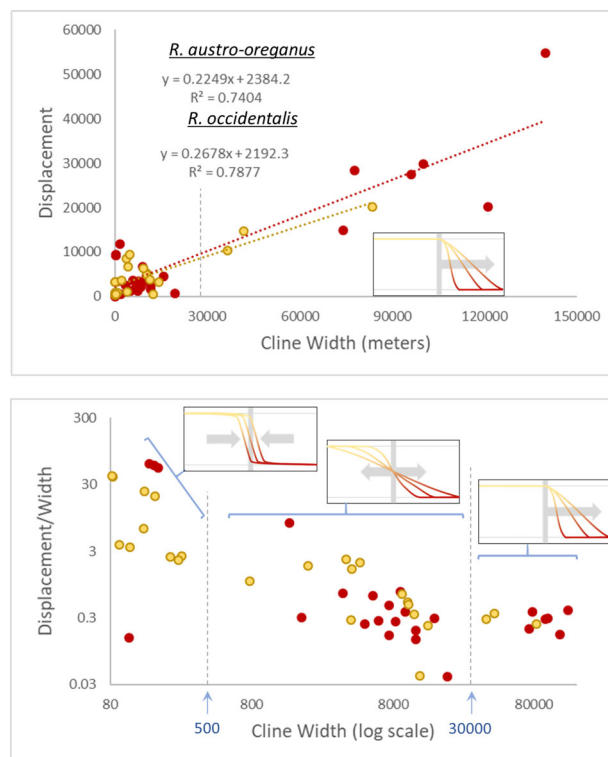 60000
50000
40000
30000
20000
10000
0
Displacement
R. austro-oreganus
y = 0.2249x + 2384.2
R² = 0.7404
R. occidentalis
y = 0.2678x + 2192.3
R² = 0.7877
0 30000 60000 90000 120000 150000
Cline Width (meters)
300
30
3
0.3
0.03
Displacement/Width
80 800 8000 80000
500 30000
Cline Width (log scale)